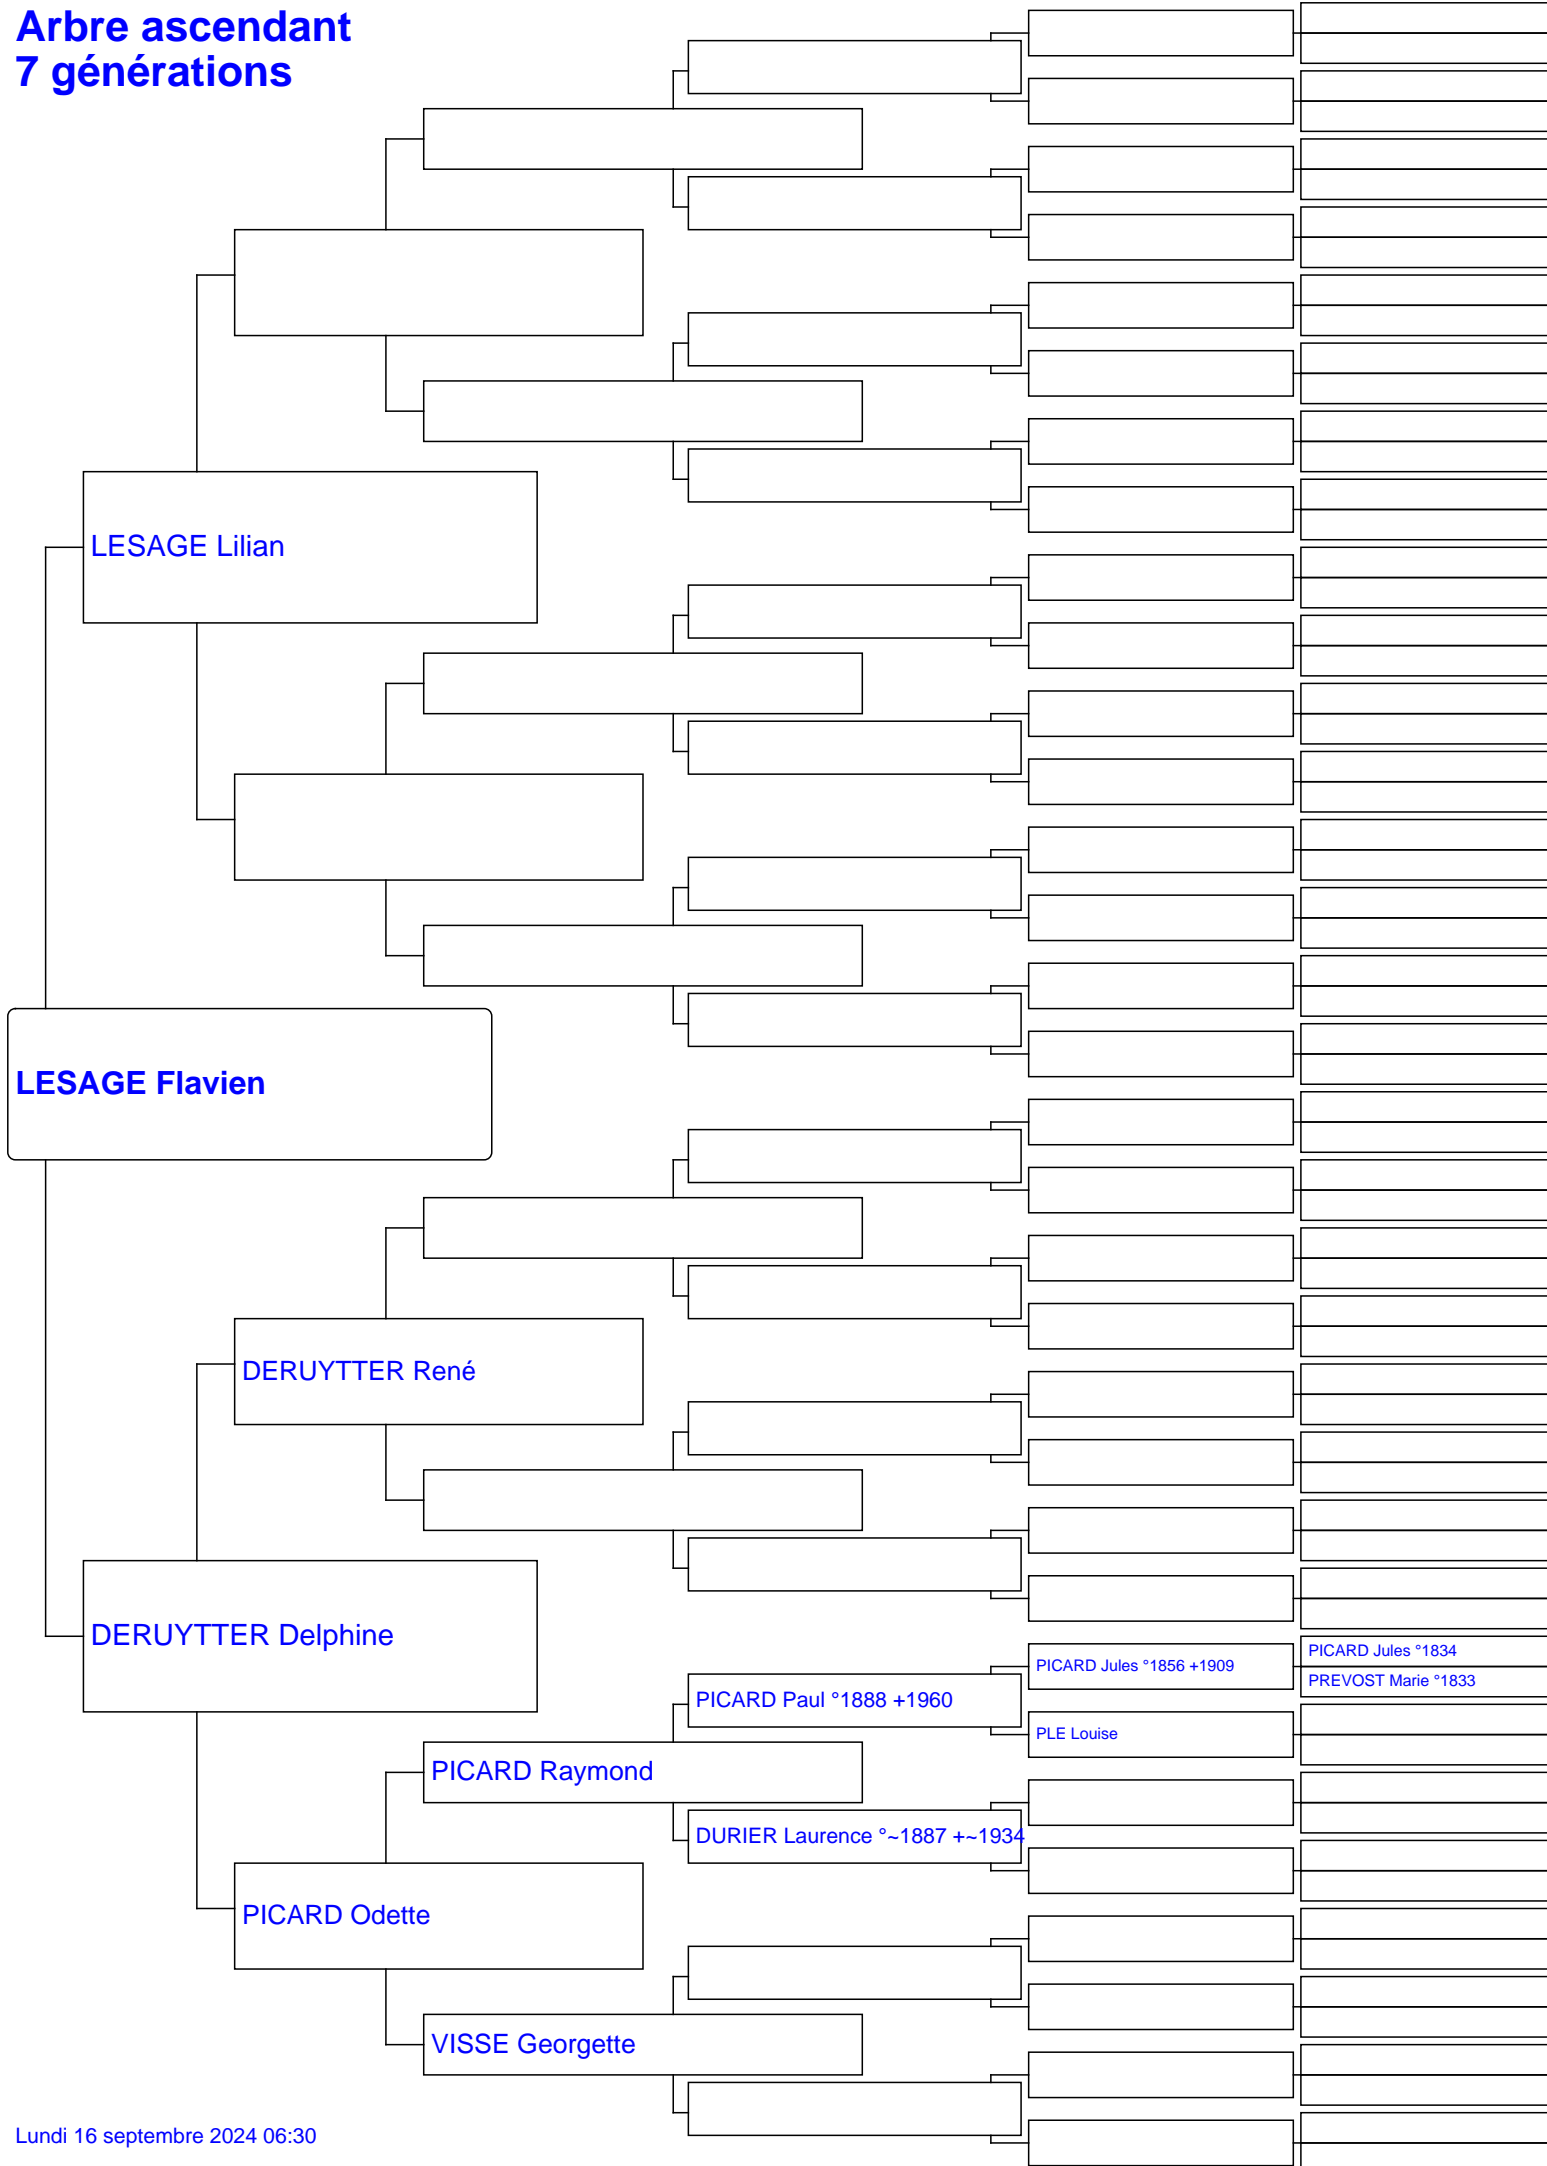 Arbre ascendant
7 générations
LESAGE Lilian
LESAGE Flavien
DERUYTTER René
DERUYTTER Delphine
PICARD Jules °1834
PICARD Jules °1856 +1909
PREVOST Marie °1833
PICARD Paul °1888 +1960
PLE Louise
PICARD Raymond
DURIER Laurence °~1887 +~1934
PICARD Odette
VISSE Georgette
Lundi 16 septembre 2024 06:30